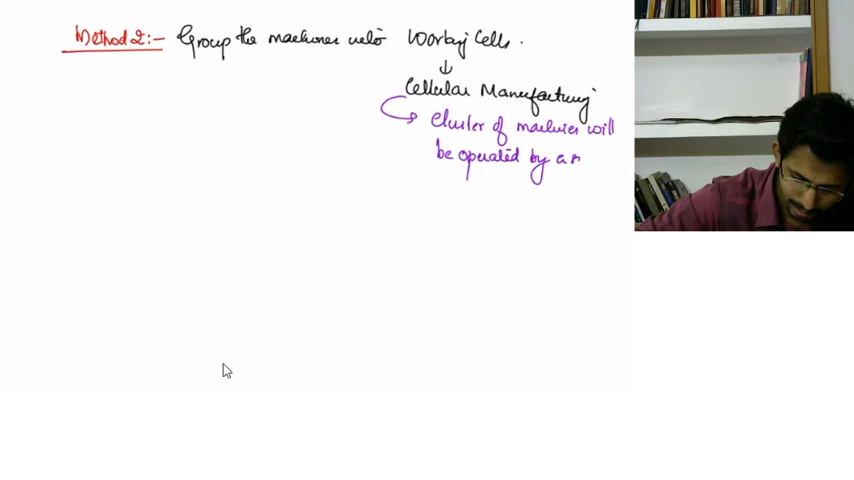 Method 2:- Group the machines into Working Cells.
↓
Cellular Manufacturing
→ Cluster of machines will
be operated by a